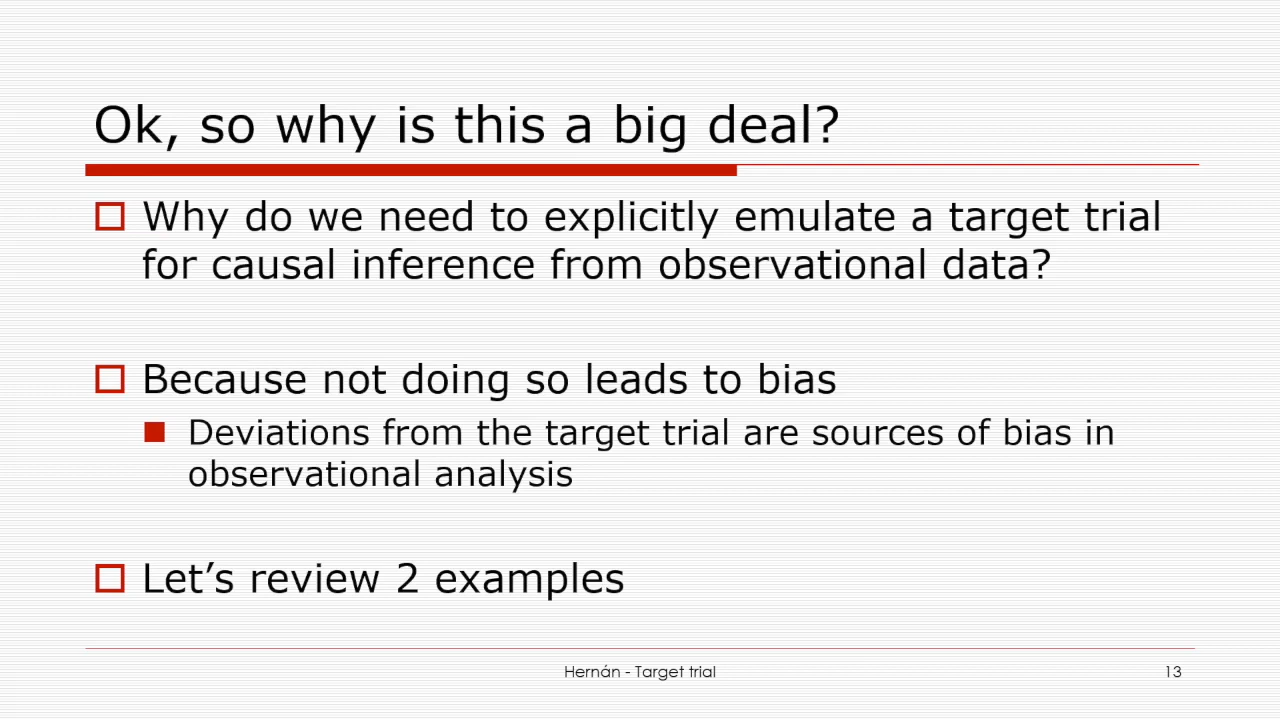 Ok, so why is this a big deal?
Why do we need to explicitly emulate a target trial
for causal inference from observational data?
Because not doing so leads to bias
Deviations from the target trial are sources of bias in
observational analysis
Let’s review 2 examples
Hernán - Target trial
13